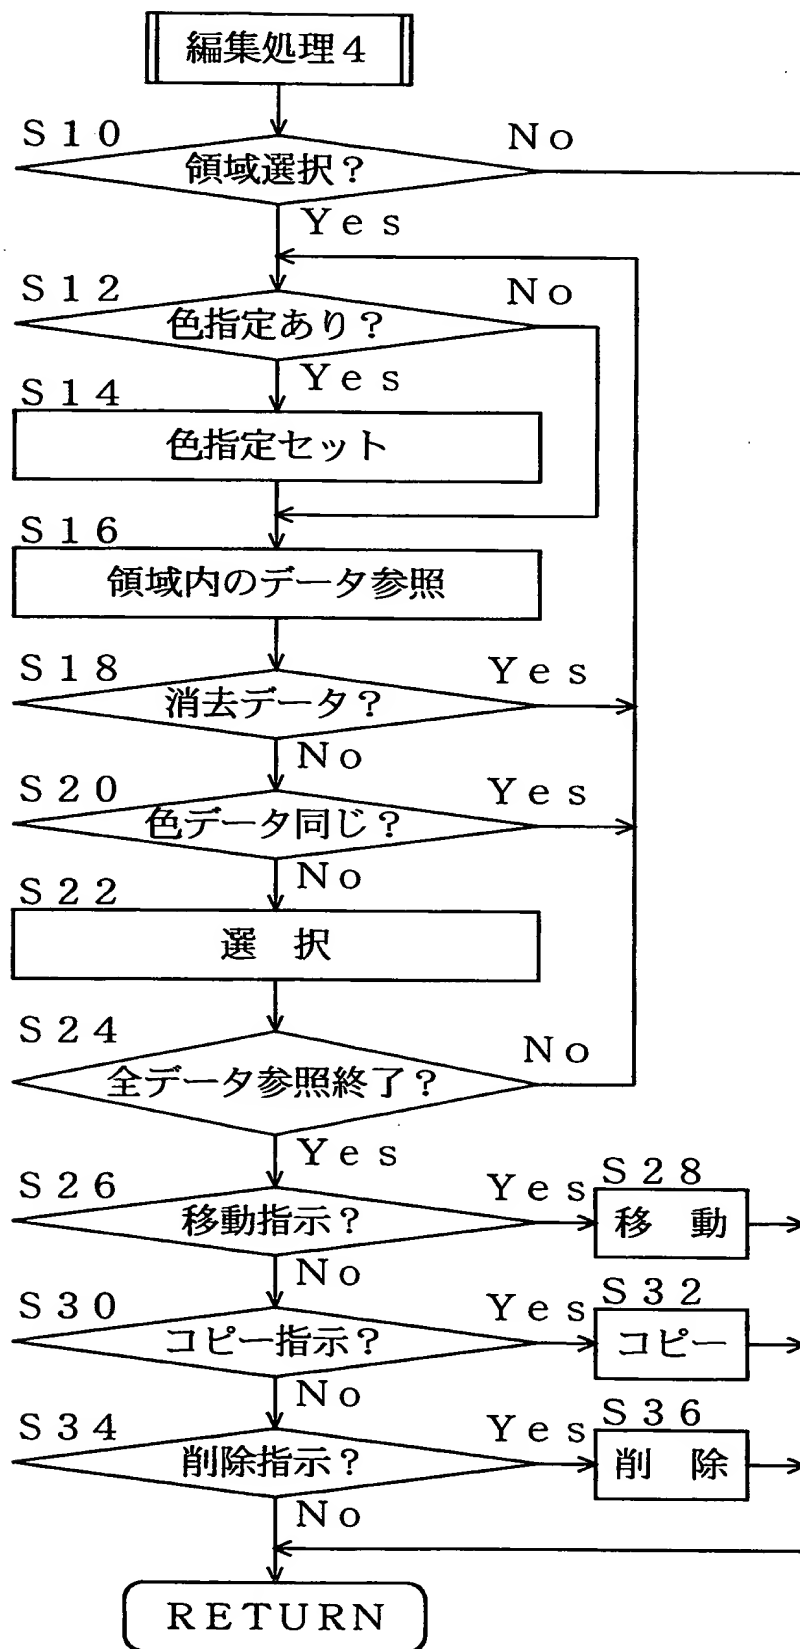 編集処理４
Ｓ１０
領域選択？
Ｎｏ
Ｙｅｓ
Ｓ１２
色指定あり？
Ｎｏ
Ｙｅｓ
Ｓ１４
色指定セット
Ｓ１６
領域内のデータ参照
Ｓ１８
消去データ？
Ｙｅｓ
Ｎｏ
Ｓ２０
色データ同じ？
Ｙｅｓ
Ｎｏ
Ｓ２２
選　択
Ｓ２４
全データ参照終了？
Ｎｏ
Ｙｅｓ
Ｓ２６
移動指示？
Ｙｅｓ
Ｓ２８
移　動
Ｎｏ
Ｓ３０
コピー指示？
Ｙｅｓ
Ｓ３２
コピー
Ｎｏ
Ｓ３４
削除指示？
Ｙｅｓ
Ｓ３６
削　除
Ｎｏ
ＲＥＴＵＲＮ